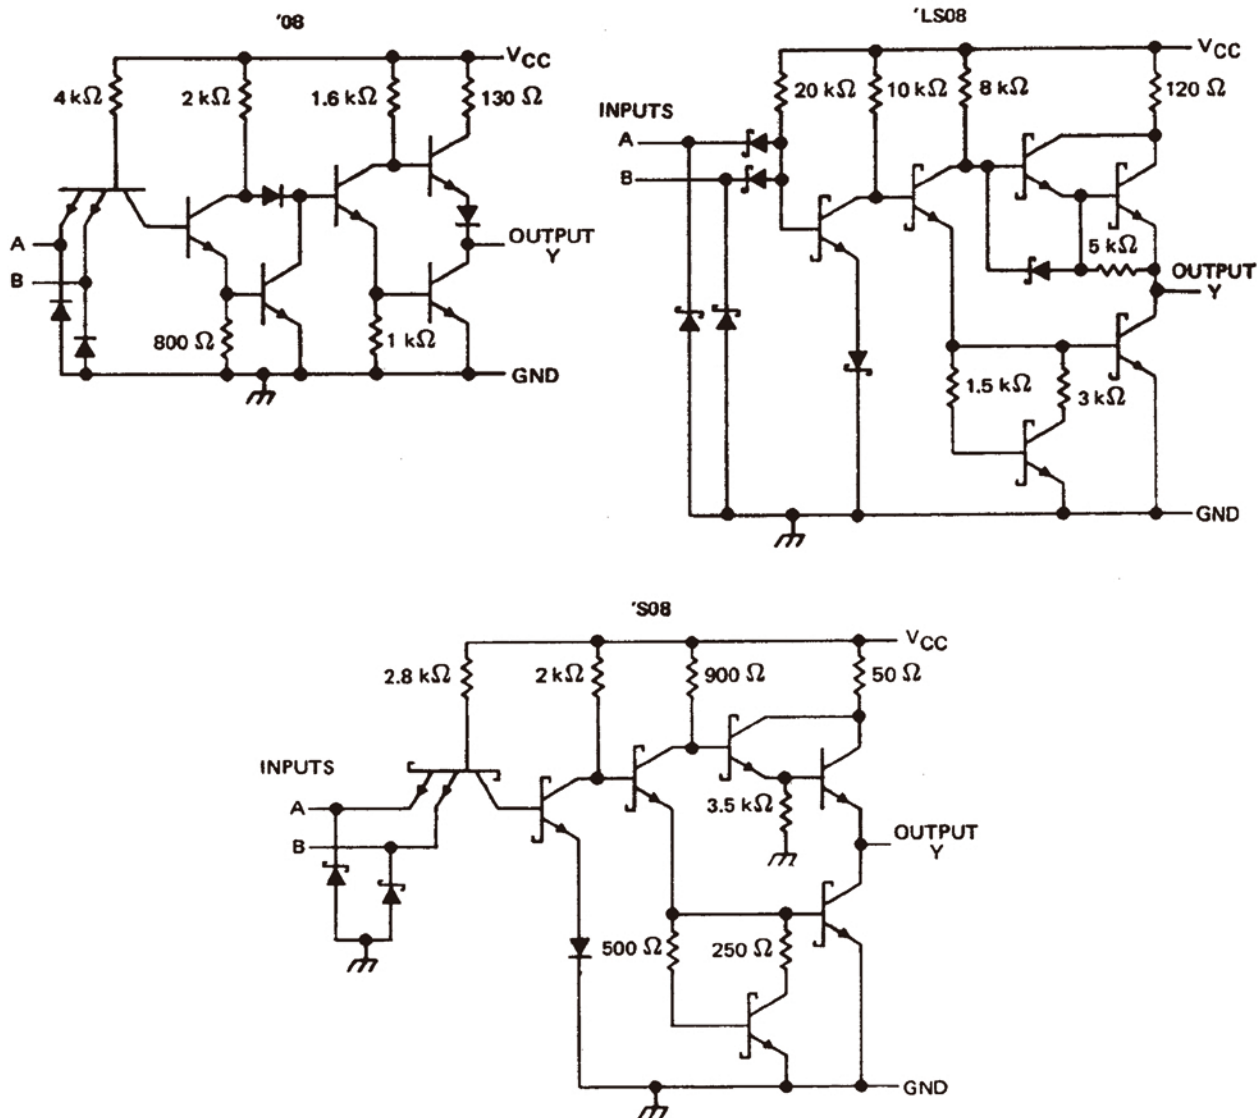 '08
VCC
4 kΩ
2 kΩ
1.6 kΩ
130 Ω
A
B
OUTPUT
Y
800 Ω
1 kΩ
GND
'LS08
VCC
20 kΩ
10 kΩ
8 kΩ
120 Ω
INPUTS
A
B
5 kΩ
OUTPUT
Y
1.5 kΩ
3 kΩ
GND
'S08
VCC
2.8 kΩ
2 kΩ
900 Ω
50 Ω
INPUTS
A
B
3.5 kΩ
OUTPUT
Y
500 Ω
250 Ω
GND